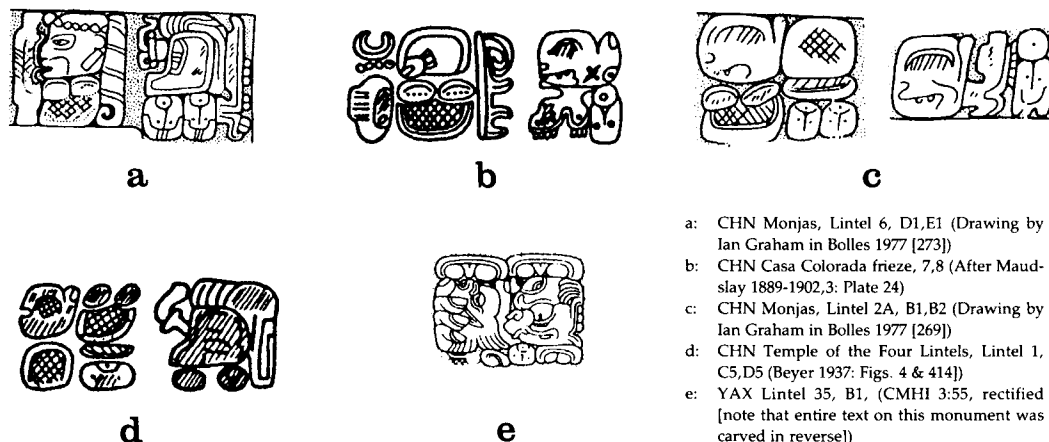 a
b
c
d
e
a: CHN Monjas, Lintel 6, D1,E1 (Drawing by
Ian Graham in Bolles 1977 [273])
b: CHN Casa Colorada frieze, 7,8 (After Maud-
slay 1889-1902,3: Plate 24)
c: CHN Monjas, Lintel 2A, B1,B2 (Drawing by
Ian Graham in Bolles 1977 [269])
d: CHN Temple of the Four Lintels, Lintel 1,
C5,D5 (Beyer 1937: Figs. 4 & 414])
e: YAX Lintel 35, B1, (CMHI 3:55, rectified
[note that entire text on this monument was
carved in reverse])